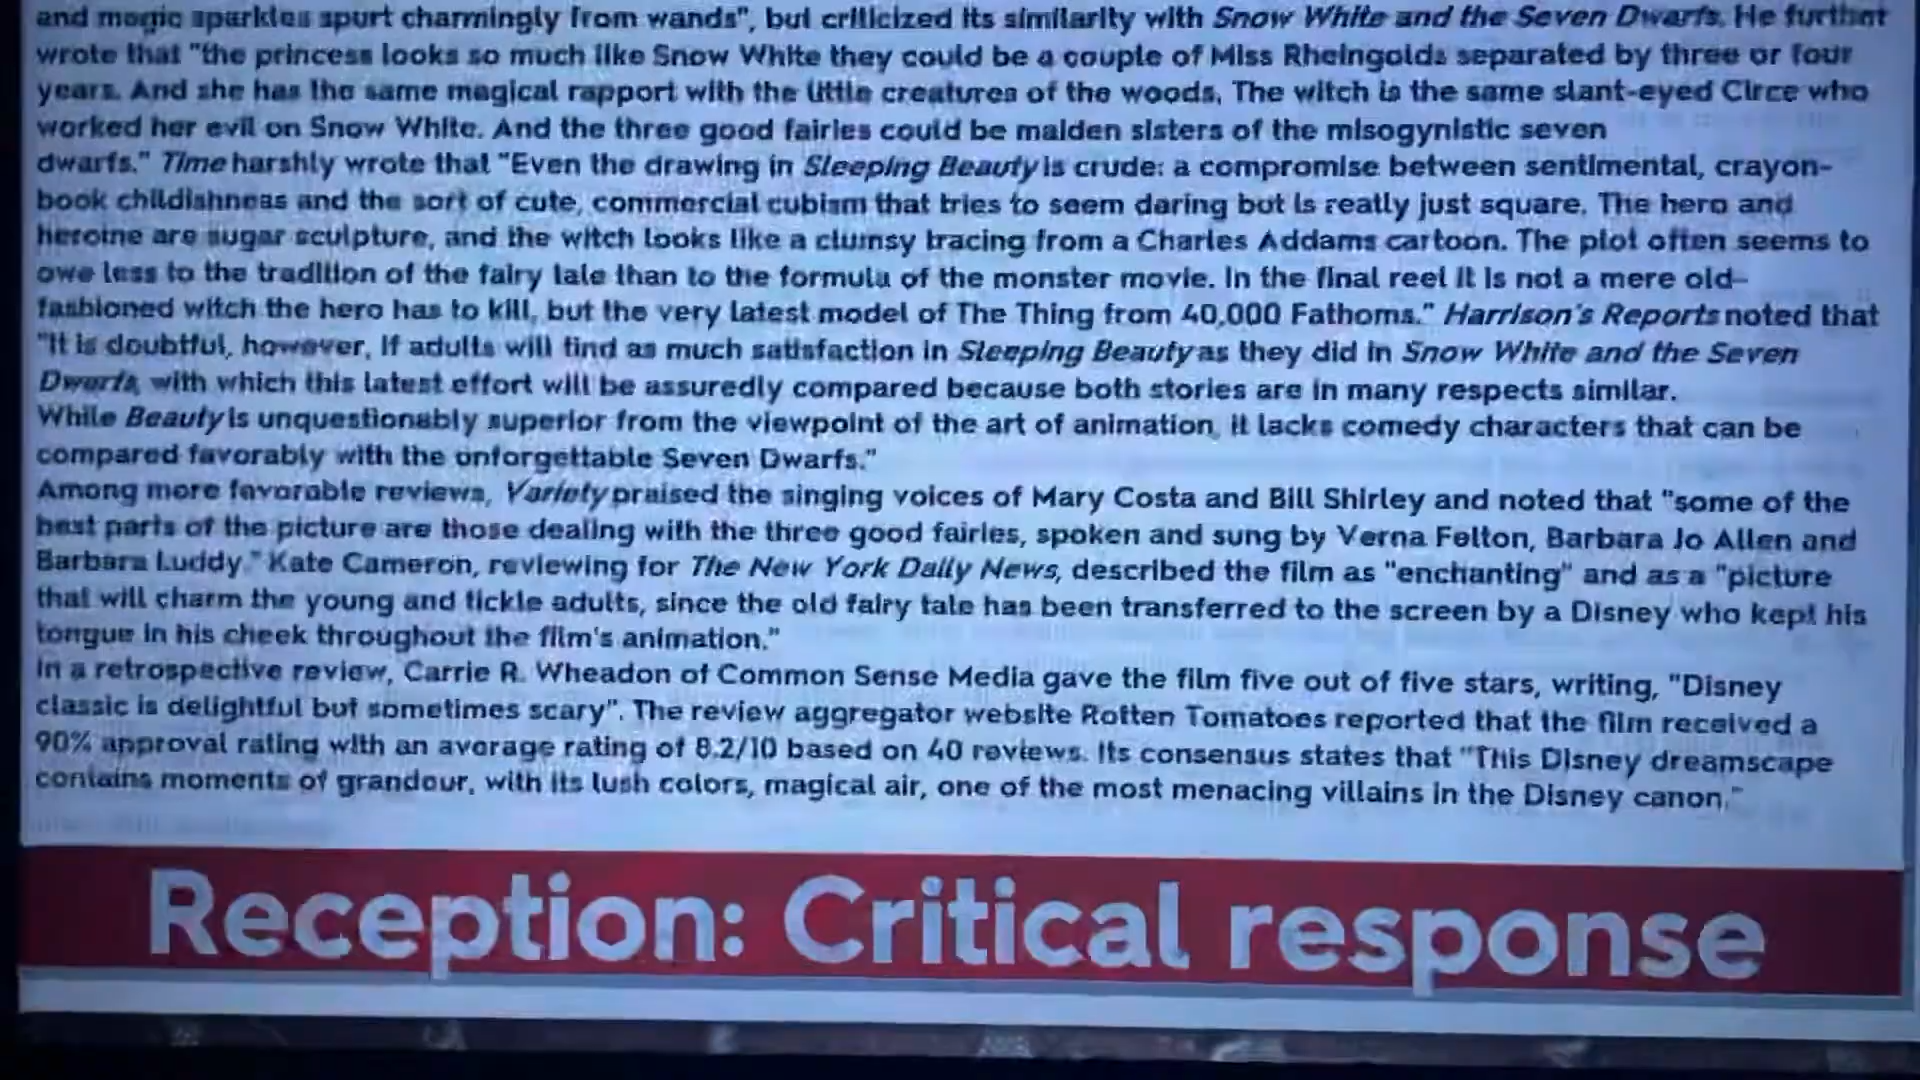 and magic sparkles spurt charmingly from wands", but criticized its similarity with Snow White and the Seven Dwarfs. He further
wrote that "the princess looks so much like Snow White they could be a couple of Miss Rheingolds separated by three or four
years. And she has the same magical rapport with the little creatures of the woods. The witch is the same slant-eyed Circe who
worked her evil on Snow White. And the three good fairies could be maiden sisters of the misogynistic seven
dwarfs." Time harshly wrote that "Even the drawing in Sleeping Beauty is crude: a compromise between sentimental, crayon-
book childishness and the sort of cute, commercial cubism that tries to seem daring but is really just square. The hero and
heroine are sugar sculpture, and the witch looks like a clumsy tracing from a Charles Addams cartoon. The plot often seems to
owe less to the tradition of the fairy tale than to the formula of the monster movie. In the final reel it is not a mere old-
fashioned witch the hero has to kill, but the very latest model of The Thing from 40,000 Fathoms." Harrison's Reports noted that
"It is doubtful, however, if adults will find as much satisfaction in Sleeping Beauty as they did in Snow White and the Seven
Dwarfs, with which this latest effort will be assuredly compared because both stories are in many respects similar.
While Beauty is unquestionably superior from the viewpoint of the art of animation, it lacks comedy characters that can be
compared favorably with the unforgettable Seven Dwarfs."
Among more favorable reviews, Variety praised the singing voices of Mary Costa and Bill Shirley and noted that "some of the
best parts of the picture are those dealing with the three good fairies, spoken and sung by Verna Felton, Barbara Jo Allen and
Barbara Luddy." Kate Cameron, reviewing for The New York Daily News, described the film as "enchanting" and as a "picture
that will charm the young and tickle adults, since the old fairy tale has been transferred to the screen by a Disney who kept his
tongue in his cheek throughout the film's animation."
In a retrospective review, Carrie R. Wheadon of Common Sense Media gave the film five out of five stars, writing, "Disney
classic is delightful but sometimes scary". The review aggregator website Rotten Tomatoes reported that the film received a
90% approval rating with an average rating of 8.2/10 based on 40 reviews. Its consensus states that "This Disney dreamscape
contains moments of grandeur, with its lush colors, magical air, one of the most menacing villains in the Disney canon."
Reception: Critical response